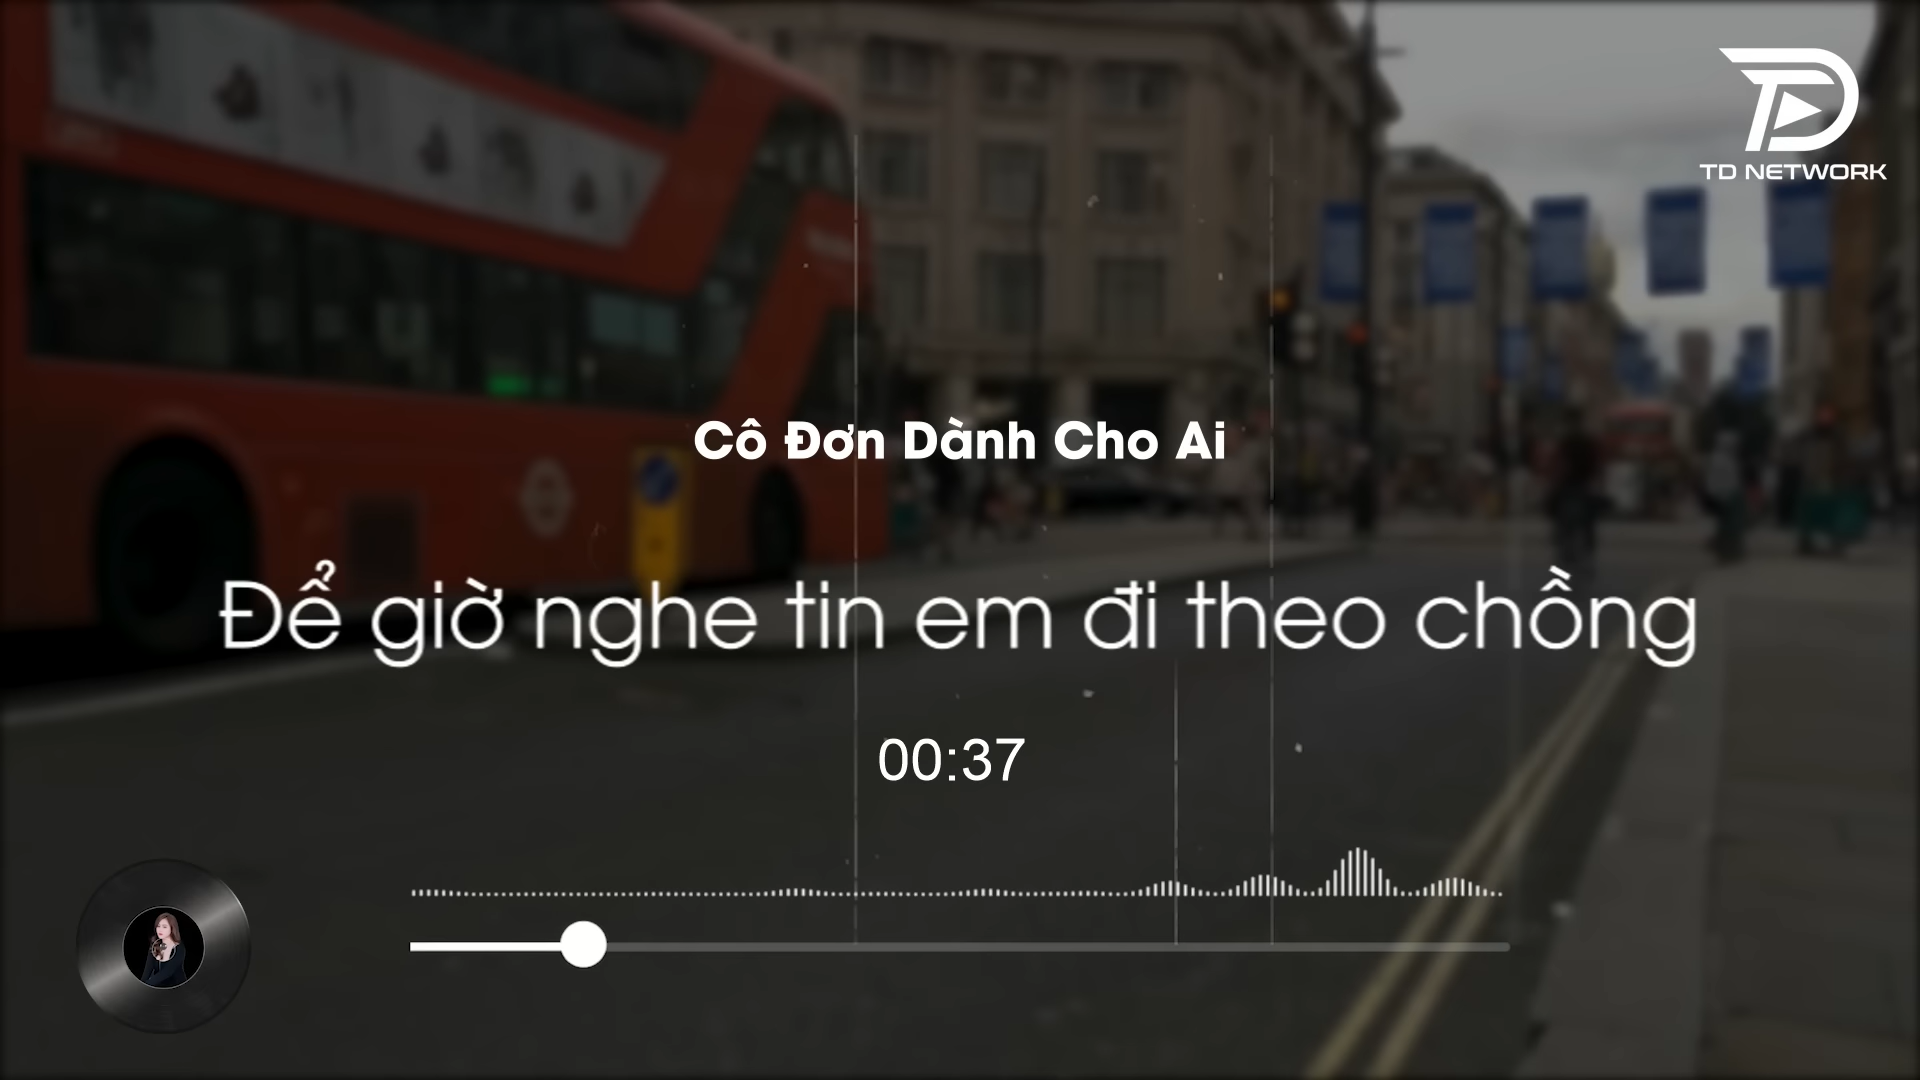 TD NETWORK
Cô Đơn Dành Cho Ai
Để giờ nghe tin em đi theo chồng
00:37